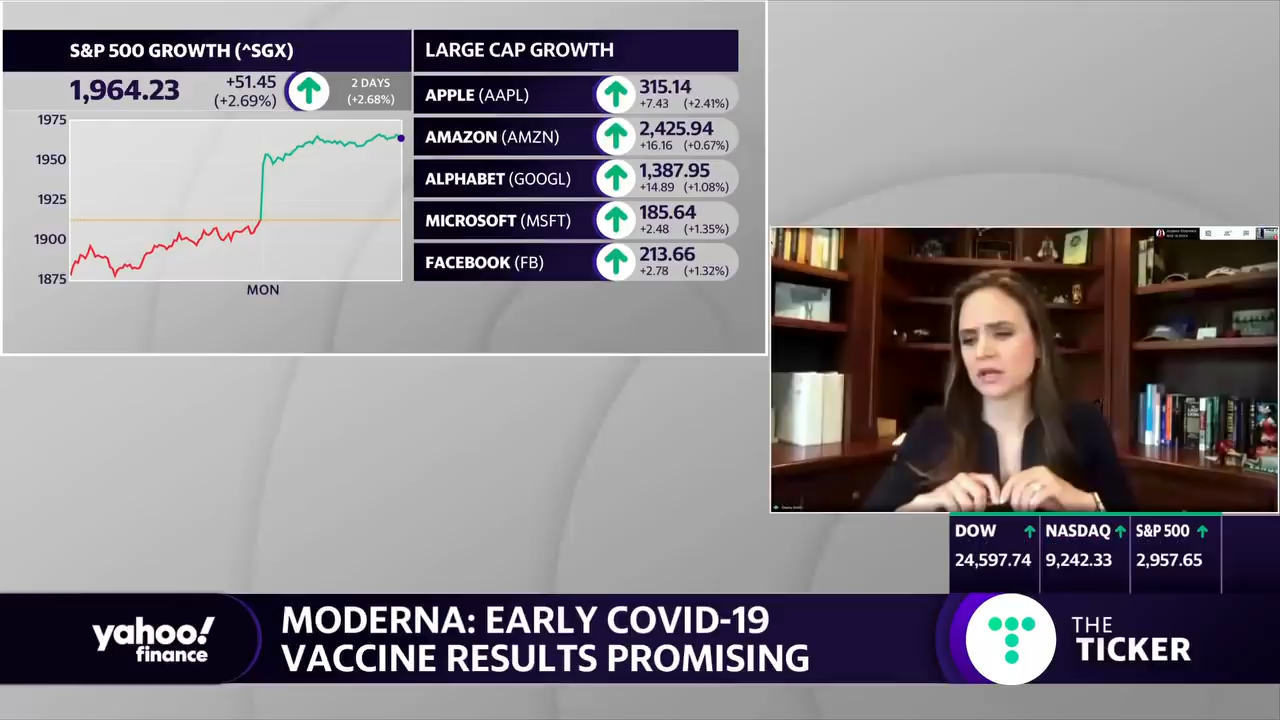 S&P 500 GROWTH (^SGX)
1,964.23
+51.45
(+2.69%)
2 DAYS
(+2.68%)
1975
1950
1925
1900
1875
MON
LARGE CAP GROWTH
APPLE (AAPL)
315.14
+7.43 (+2.41%)
AMAZON (AMZN)
2,425.94
+16.16 (+0.67%)
ALPHABET (GOOGL)
1,387.95
+14.89 (+1.08%)
MICROSOFT (MSFT)
185.64
+2.48 (+1.35%)
FACEBOOK (FB)
213.66
+2.78 (+1.32%)
DOW
24,597.74
NASDAQ
9,242.33
S&P 500
2,957.65
yahoo!
finance
MODERNA: EARLY COVID-19
VACCINE RESULTS PROMISING
THE
TICKER